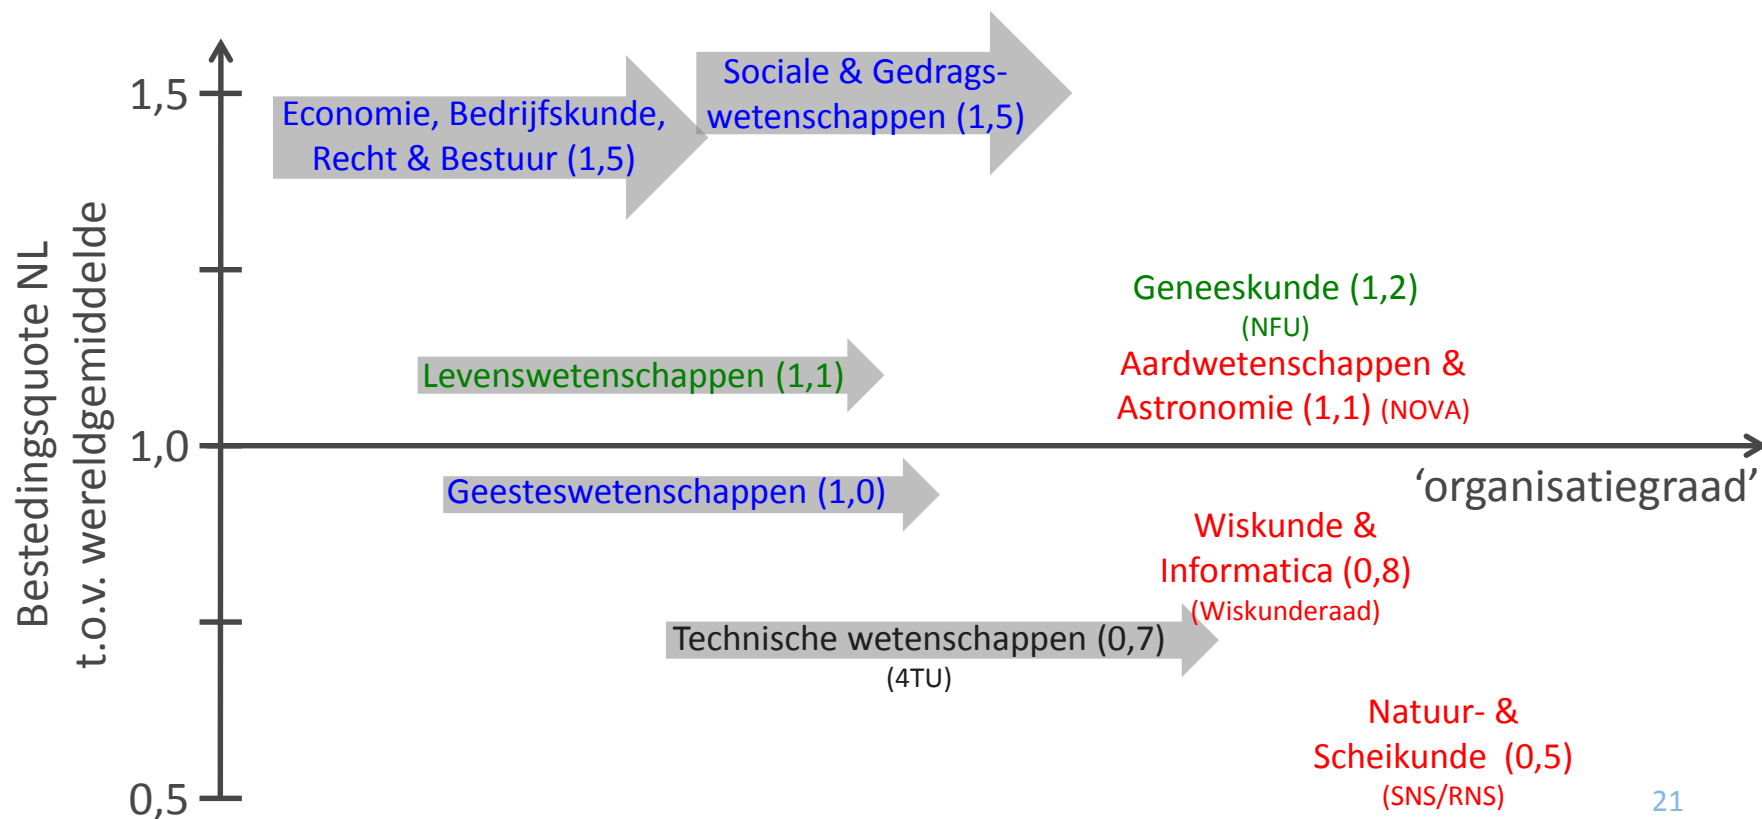 Bestedingsquote NL
t.o.v. wereldgemiddelde
1,5
1,0
0,5
Economie, Bedrijfskunde,
Recht & Bestuur (1,5)
Sociale & Gedrags-
wetenschappen (1,5)
Geneeskunde (1,2)
(NFU)
Levenswetenschappen (1,1)
Aardwetenschappen &
Astronomie (1,1) (NOVA)
'organisatiegraad'
Geesteswetenschappen (1,0)
Wiskunde &
Informatica (0,8)
(Wiskunderaad)
Technische wetenschappen (0,7)
(4TU)
Natuur- &
Scheikunde (0,5)
(SNS/RNS)
21